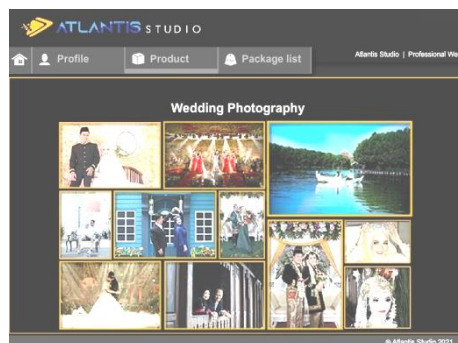 ATLANTIS STUDIO
Profile
Product
Package list
Atlantis Studio | Professional We
Wedding Photography
© Atlantis Studio 2021